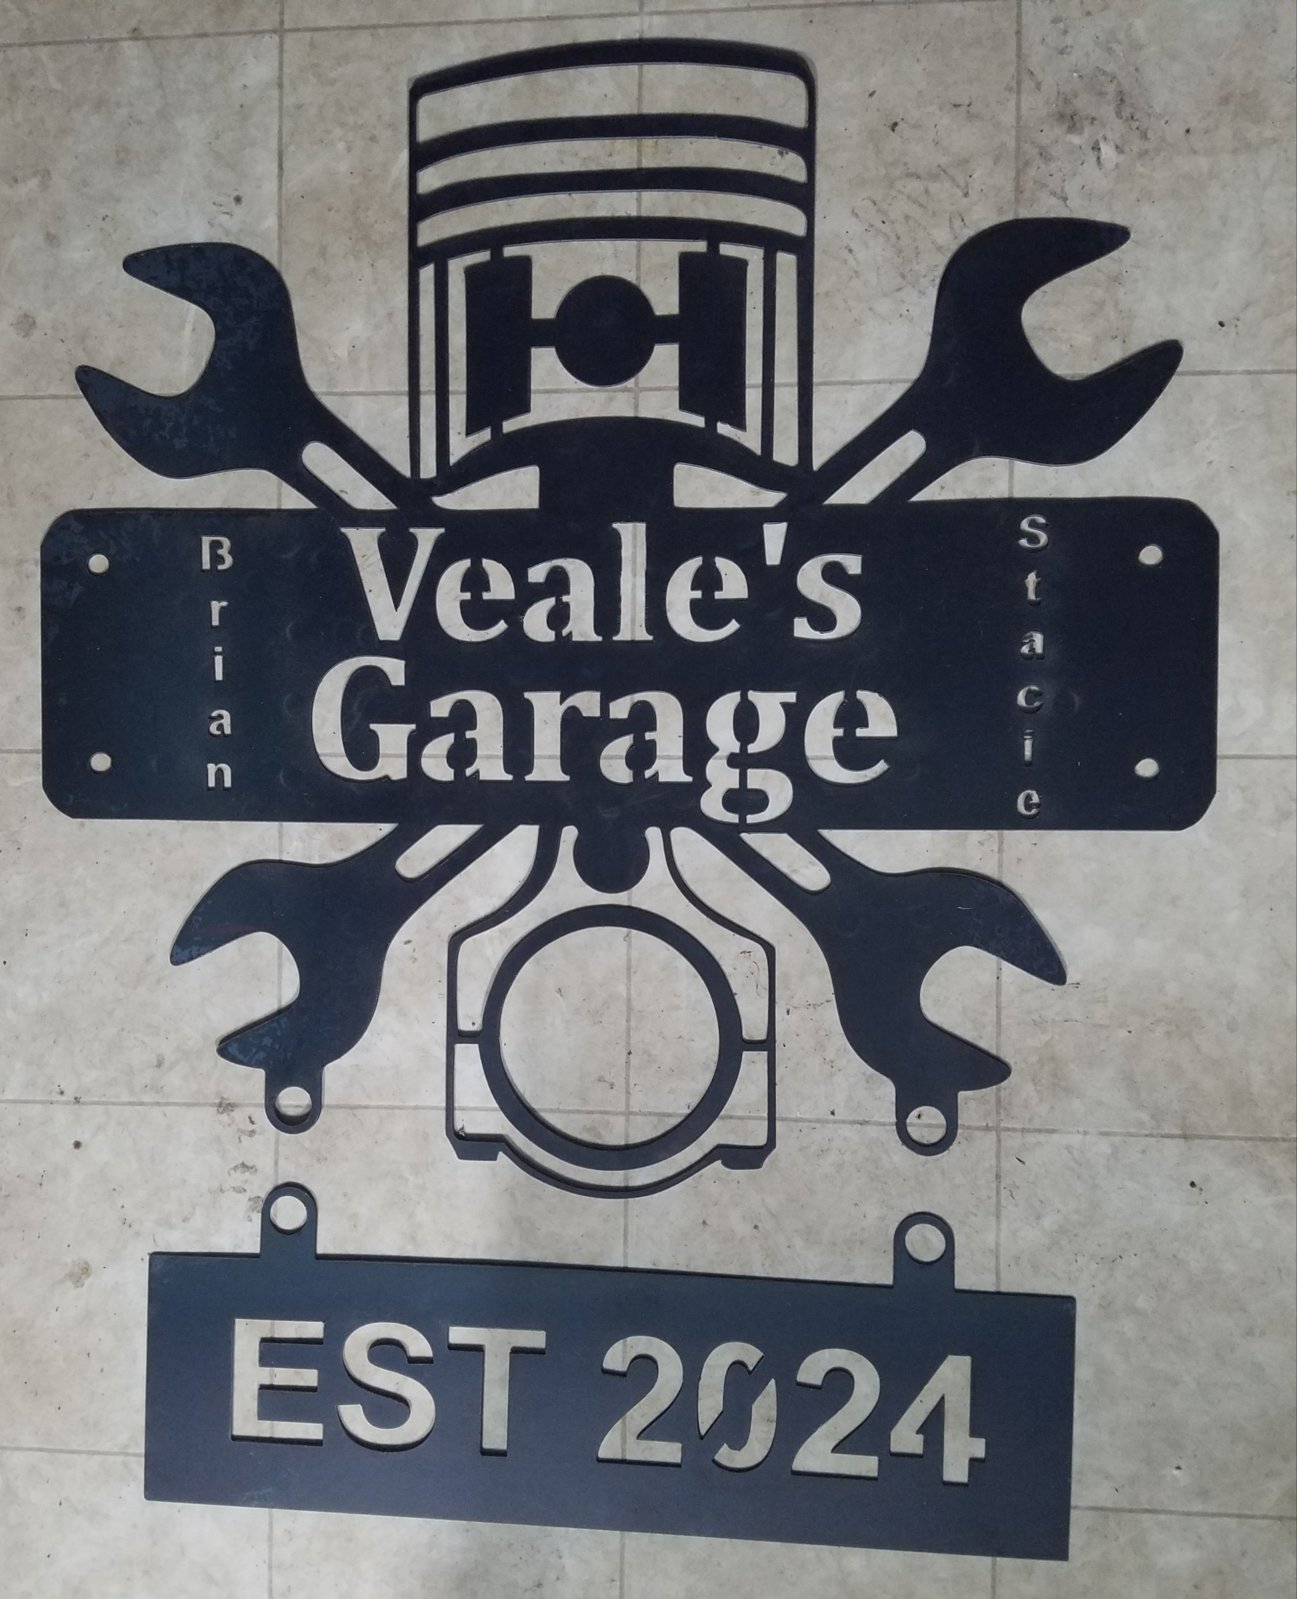 Brian
Veale's
Garage
Stacie
EST 2024